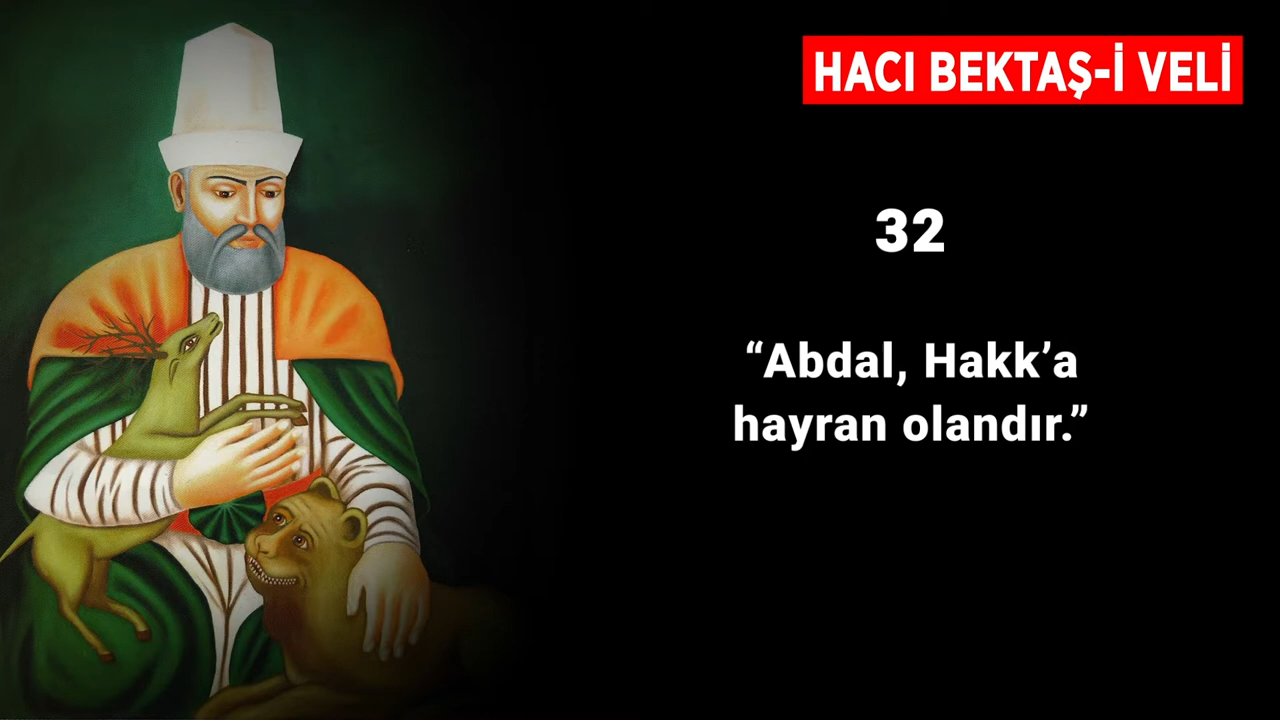 HACI BEKTAŞ-İ VELİ
32
“Abdal, Hakk’a
hayran olandır.”